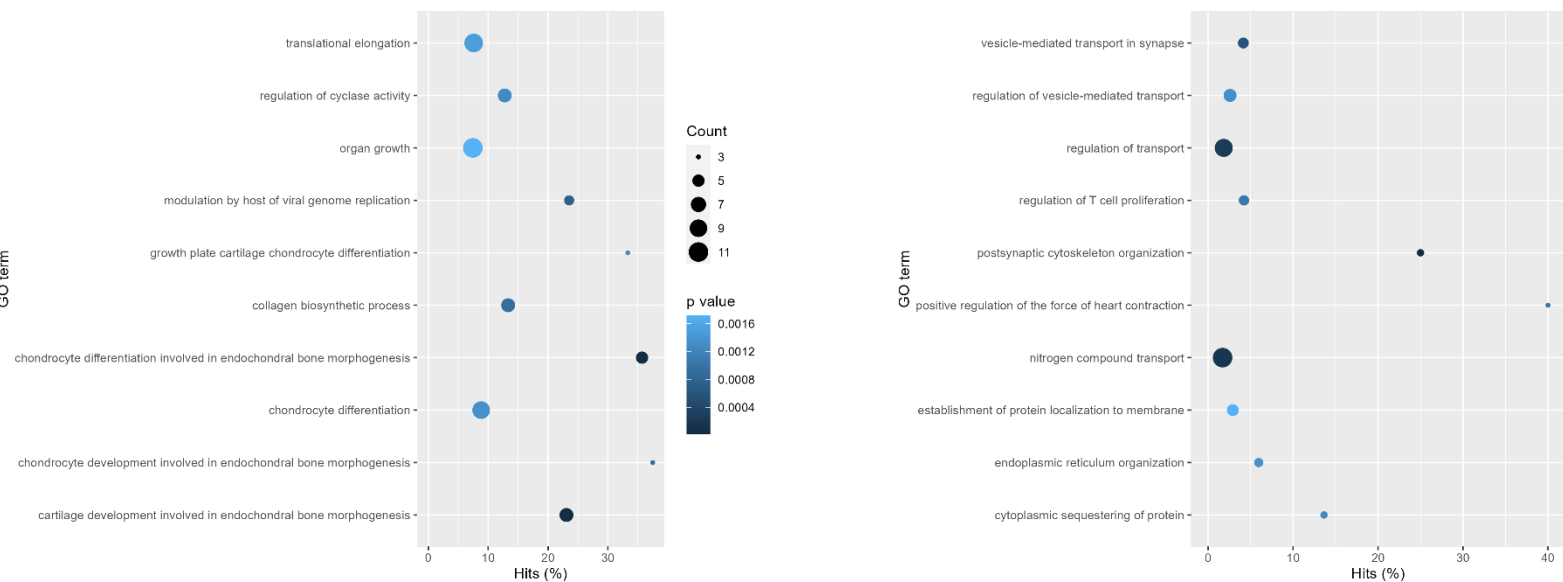 translational elongation
regulation of cyclase activity
organ growth
modulation by host of viral genome replication
growth plate cartilage chondrocyte differentiation
collagen biosynthetic process
chondrocyte differentiation involved in endochondral bone morphogenesis
chondrocyte differentiation
chondrocyte development involved in endochondral bone morphogenesis
cartilage development involved in endochondral bone morphogenesis
GO term
0 10 20 30
Hits (%)
Count
3
5
7
9
11
p value
0.0016
0.0012
0.0008
0.0004
vesicle-mediated transport in synapse
regulation of vesicle-mediated transport
regulation of transport
regulation of T cell proliferation
postsynaptic cytoskeleton organization
positive regulation of the force of heart contraction
nitrogen compound transport
establishment of protein localization to membrane
endoplasmic reticulum organization
cytoplasmic sequestering of protein
GO term
0 10 20 30 40
Hits (%)